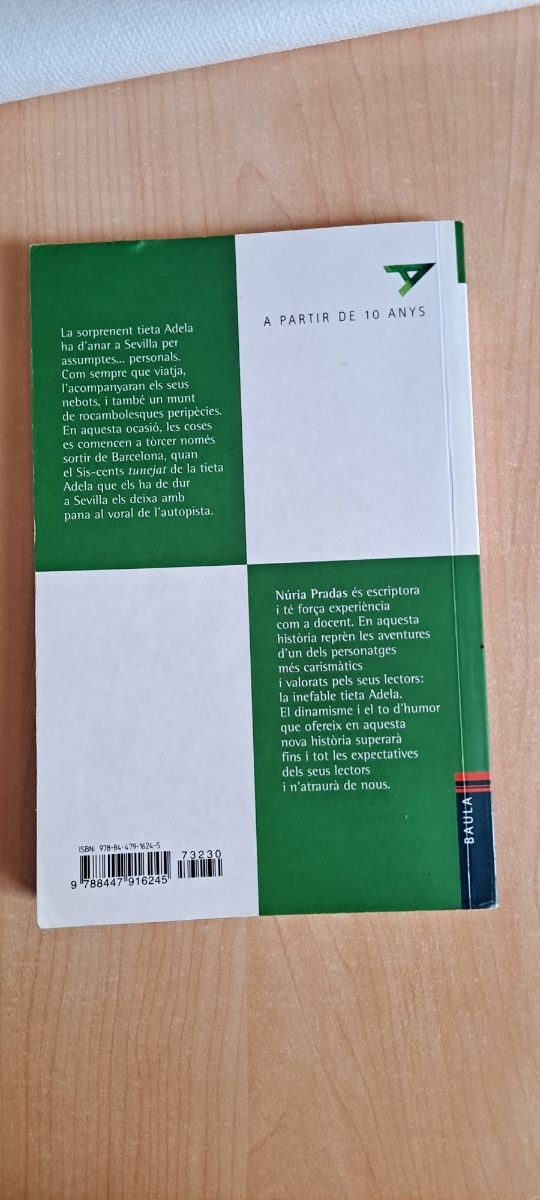 A PARTIR DE 10 ANYS
La sorprenent tieta Adela
ha d'anar a Sevilla per
assumptes... personals.
Com sempre que viatja,
l'acompanyaran els seus
nebots, i també un munt
de rocambolesques peripècies.
En aquesta ocasió, les coses
es comencen a tòrcer només
sortir de Barcelona, quan
el Sis-cents tunejat de la tieta
Adela que els ha de dur
a Sevilla els deixa amb
pana al voral de l'autopista.
Núria Pradas és escriptora
i té força experiència
com a docent. En aquesta
història reprèn les aventures
d'un dels personatges
més carismàtics
i valorats pels seus lectors:
la inefable tieta Adela.
El dinamisme i el to d'humor
que ofereix en aquesta
nova història superarà
fins i tot les expectatives
dels seus lectors
i n'atraurà de nous.
BAULA
ISBN: 978-84-479-1624-5
73230
9 788447 916245